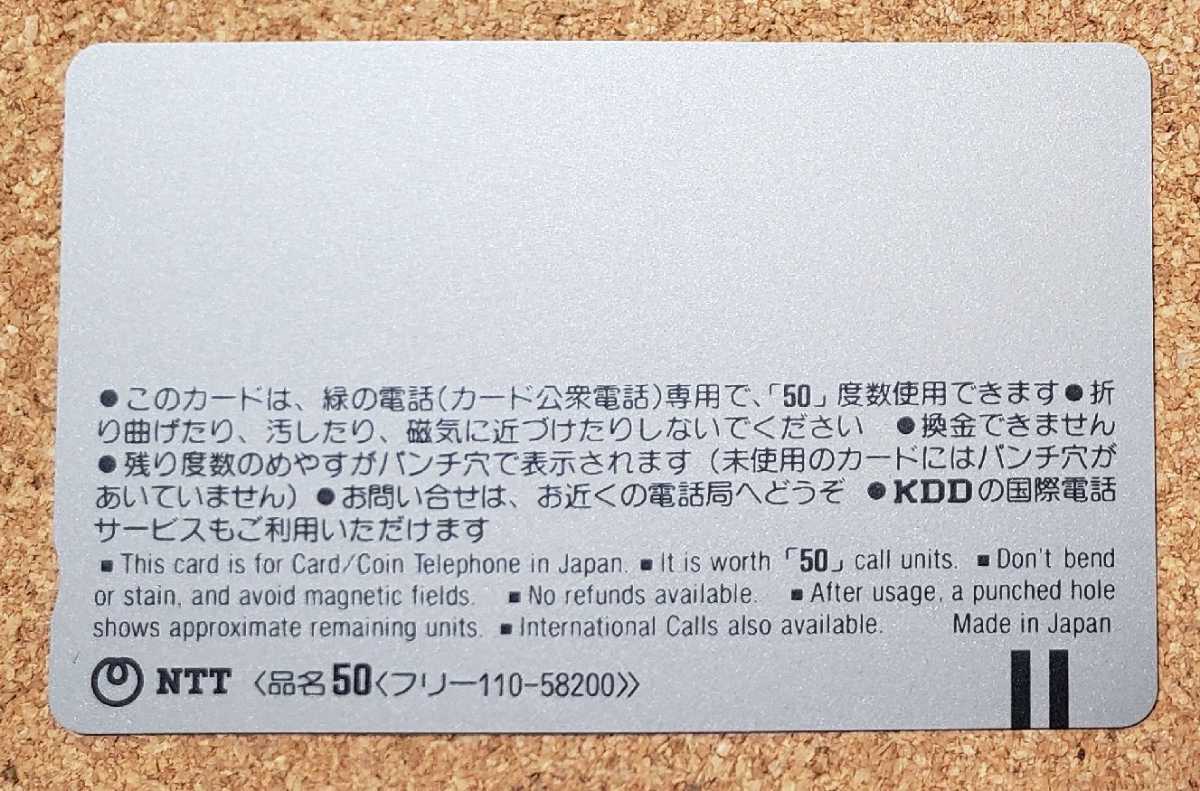 ●このカードは、緑の電話(カード公衆電話)専用で、「50」度数使用できます●折
り曲げたり、汚したり、磁気に近づけたりしないでください ●換金できません
●残り度数のめやすがパンチ穴で表示されます(未使用のカードにはパンチ穴が
あいていません)●お問い合せは、お近くの電話局へどうぞ ●KDDの国際電話
サービスもご利用いただけます
■This card is for Card/Coin Telephone in Japan. ■It is worth 「50」 call units. ■Don't bend
or stain, and avoid magnetic fields. ■No refunds available. ■After usage, a punched hole
shows approximate remaining units. ■International Calls also available. Made in Japan
NTT 〈品名50〈フリー110-58200〉〉